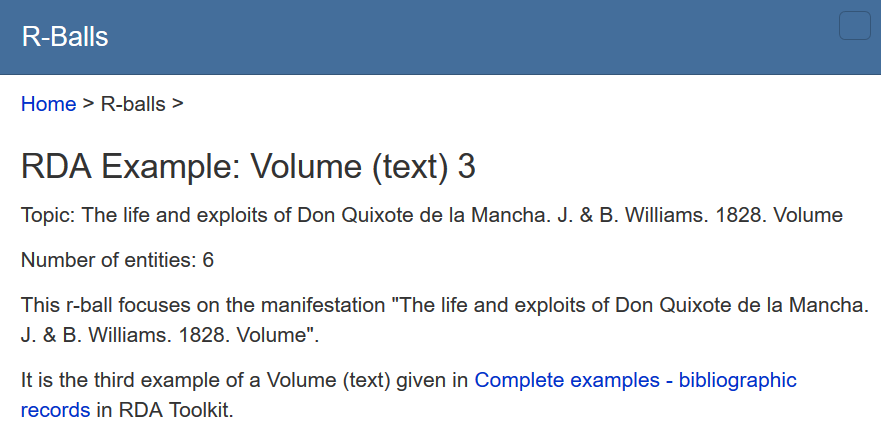 R-Balls
Home > R-balls >
RDA Example: Volume (text) 3
Topic: The life and exploits of Don Quixote de la Mancha. J. & B. Williams. 1828. Volume
Number of entities: 6
This r-ball focuses on the manifestation "The life and exploits of Don Quixote de la Mancha.
J. & B. Williams. 1828. Volume".
It is the third example of a Volume (text) given in Complete examples - bibliographic
records in RDA Toolkit.